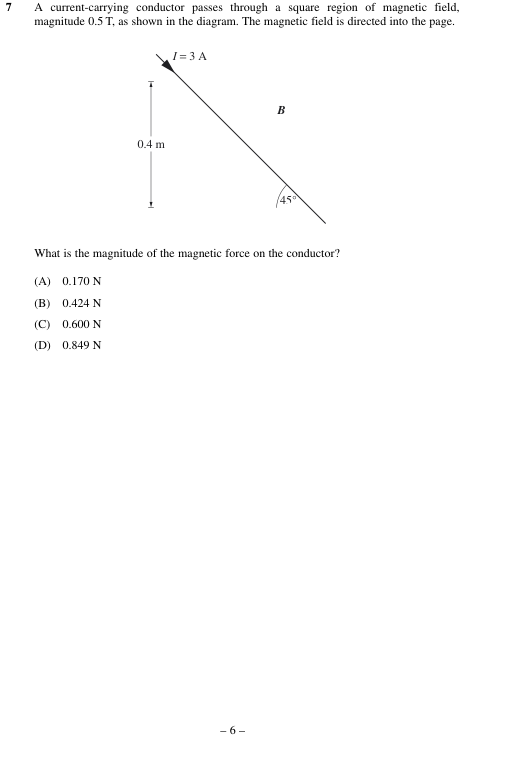 7 A current-carrying conductor passes through a square region of magnetic field,
magnitude 0.5 T, as shown in the diagram. The magnetic field is directed into the page.
I = 3 A
B
0.4 m
45°
What is the magnitude of the magnetic force on the conductor?
(A) 0.170 N
(B) 0.424 N
(C) 0.600 N
(D) 0.849 N
– 6 –